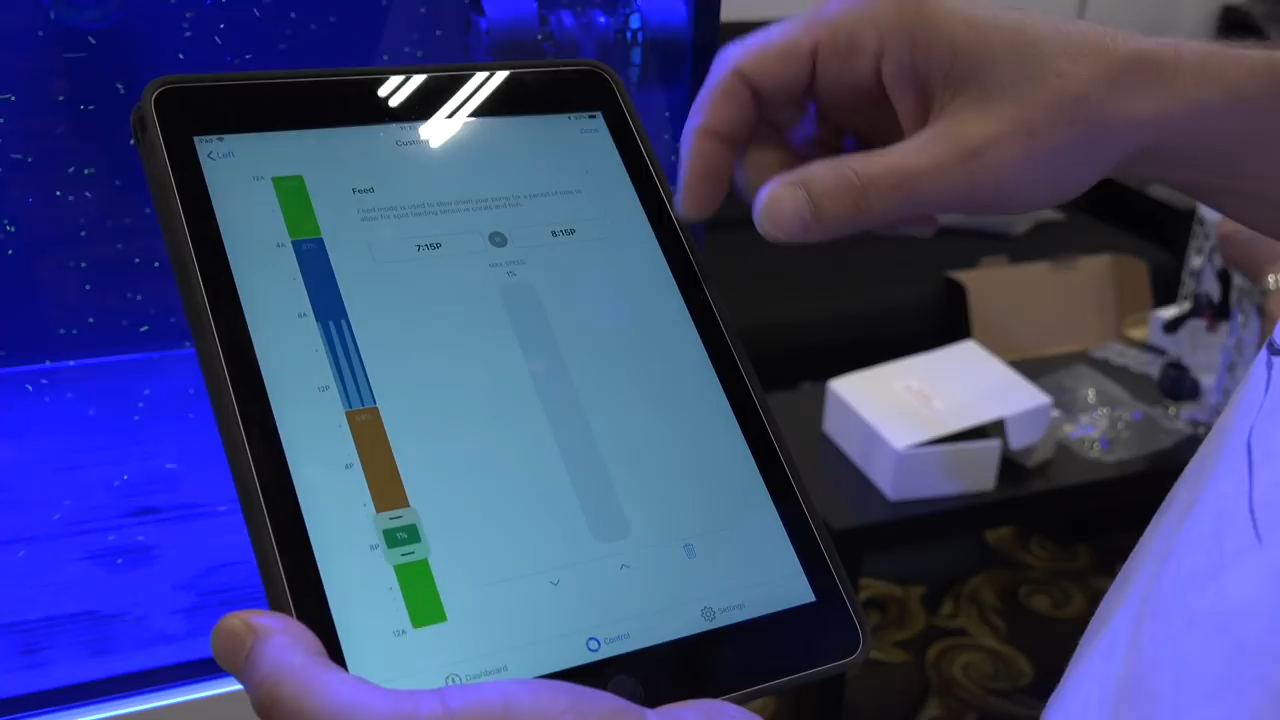 iPad
Left
Done
12A
Feed
Feed mode is used to slow down your pump for a period of time to
allow for spot feeding sensitive corals and fish.
4A
7:15P
8:15P
MAX SPEED
1%
8A
12P
4P
8P
1%
12A
Dashboard
Control
Settings